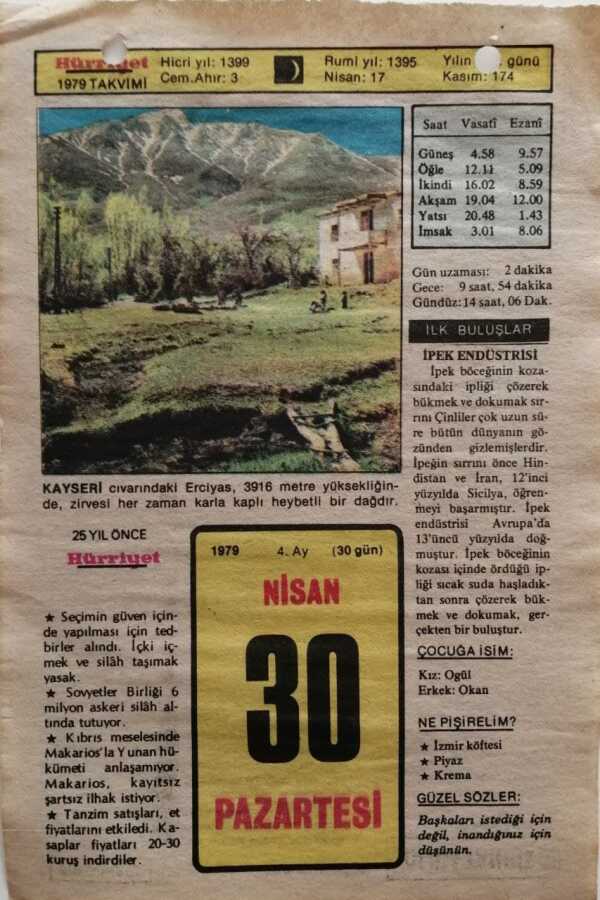 Hürriyet
1979 TAKVİMİ
Hicri yıl: 1399
Cem.Ahır: 3
Rumi yıl: 1395
Nisan: 17
Yılın günü
Kasım: 174
Saat Vasatî Ezanî
Güneş 4.58 9.57
Öğle 12.11 5.09
İkindi 16.02 8.59
Akşam 19.04 12.00
Yatsı 20.48 1.43
İmsak 3.01 8.06
Gün uzaması: 2 dakika
Gece: 9 saat, 54 dakika
Gündüz: 14 saat, 06 Dak.
İLK BULUŞLAR
İPEK ENDÜSTRİSİ
İpek böceğinin koza-
sındaki ipliği çözerek
bükmek ve dokumak sır-
rını Çinliler çok uzun sü-
re bütün dünyanın gö-
zünden gizlemişlerdir.
İpeğin sırrını önce Hin-
distan ve İran, 12'inci
yüzyılda Sicilya, öğren-
meyi başarmıştır. İpek
endüstrisi Avrupa'da
13'üncü yüzyılda doğ-
muştur. İpek böceğinin
kozası içinde ördüğü ip-
liği sıcak suda haşladık-
tan sonra çözerek bük-
mek ve dokumak, ger-
çekten bir buluştur.
ÇOCUĞA İSİM:
Kız: Ogül
Erkek: Okan
NE PİŞİRELİM?
★ İzmir köftesi
★ Piyaz
★ Krema
GÜZEL SÖZLER:
Başkaları istediği için
değil, inandığınız için
düşünün.
KAYSERİ cıvarındaki Erciyas, 3916 metre yüksekliğin-
de, zirvesi her zaman karla kaplı heybetli bir dağdır.
25 YIL ÖNCE
Hürriyet
★ Seçimin güven için-
de yapılması için ted-
birler alındı. İçki iç-
mek ve silâh taşımak
yasak.
★ Sovyetler Birliği 6
milyon askeri silâh al-
tında tutuyor.
★ Kıbrıs meselesinde
Makarios'la Yunan hü-
kümeti anlaşamıyor.
Makarios, kayıtsız
şartsız ilhak istiyor.
★ Tanzim satışları, et
fiyatlarını etkiledi. Ka-
saplar fiyatları 20-30
kuruş indirdiler.
1979 4. Ay (30 gün)
NİSAN
30
PAZARTESİ